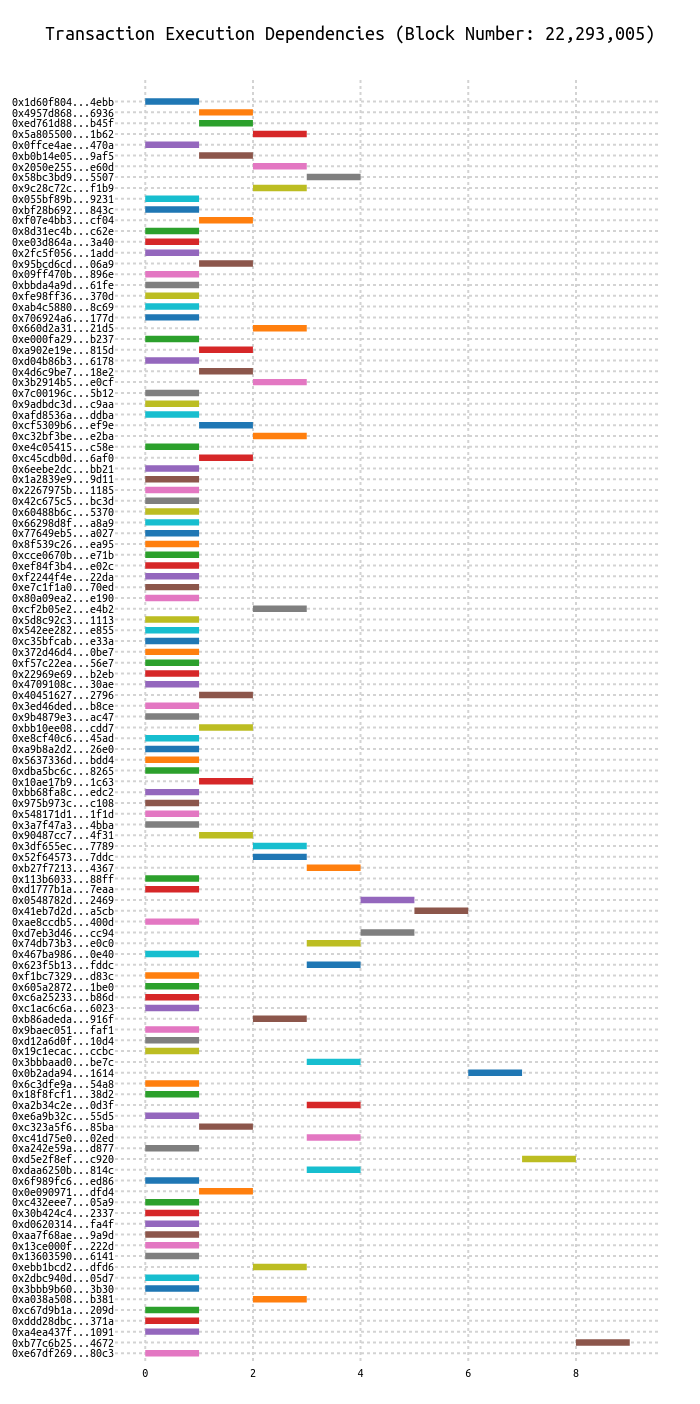 Transaction Execution Dependencies (Block Number: 22,293,005)
0x1d60f804...4ebb
0x4957d868...6936
0xed761d88...b45f
0x5a805500...1b62
0x0ffce4ae...470a
0xb0b14e05...9af5
0x2050e255...e60d
0x58bc3bd9...5507
0x9c28c72c...f1b9
0x055bf89b...9231
0xbf28b692...843c
0xf07e4bb3...cf04
0x8d31ec4b...c62e
0xe03d864a...3a40
0x2fc5f056...1add
0x95bcd6cd...06a9
0x09ff470b...896e
0xbbda4a9d...61fe
0xfe98ff36...370d
0xab4c5880...8c69
0x706924a6...177d
0x660d2a31...21d5
0xe000fa29...b237
0xa902e19e...815d
0xd04b86b3...6178
0x4d6c9be7...18e2
0x3b2914b5...e0cf
0x7c00196c...5b12
0x9adbdc3d...c9aa
0xafd8536a...ddba
0xcf5309b6...ef9e
0xc32bf3be...e2ba
0xe4c05415...c58e
0xc45cdb0d...6af0
0x6eebe2dc...bb21
0x1a2839e9...9d11
0x2267975b...1185
0x42c675c5...bc3d
0x60488b6c...5370
0x66298d8f...a8a9
0x77649eb5...a027
0x8f539c26...ea95
0xcce0670b...e71b
0xef84f3b4...e02c
0xf2244f4e...22da
0xe7c1f1a0...70ed
0x80a09ea2...e190
0xcf2b05e2...e4b2
0x5d8c92c3...1113
0x542ee282...e855
0xc35bfcab...e33a
0x372d46d4...0be7
0xf57c22ea...56e7
0x22969e69...b2eb
0x4709108c...30ae
0x40451627...2796
0x3ed46ded...b8ce
0x9b4879e3...ac47
0xbb10ee08...cdd7
0xe8cf40c6...45ad
0xa9b8a2d2...26e0
0x5637336d...bdd4
0xdba5bc6c...8265
0x10ae17b9...1c63
0xbb68fa8c...edc2
0x975b973c...c108
0x548171d1...1f1d
0x3a7f47a3...4bba
0x90487cc7...4f31
0x3df655ec...7789
0x52f64573...7ddc
0xb27f7213...4367
0x113b6033...88ff
0xd1777b1a...7eaa
0x0548782d...2469
0x41eb7d2d...a5cb
0xae8ccdb5...400d
0xd7eb3d46...cc94
0x74db73b3...e0c0
0x467ba986...0e40
0x623f5b13...fddc
0xf1bc7329...d83c
0x605a2872...1be0
0xc6a25233...b86d
0xc1ac6c6a...6023
0xb86adeda...916f
0x9baec051...faf1
0xd12a6d0f...10d4
0x19c1ecac...ccbc
0x3bbbaad0...be7c
0x0b2ada94...1614
0x6c3dfe9a...54a8
0x18f8fcf1...38d2
0xa2b34c2e...0d3f
0xe6a9b32c...55d5
0xc323a5f6...85ba
0xc41d75e0...02ed
0xa242e59a...d877
0xd5e2f8ef...c920
0xdaa6250b...814c
0x6f989fc6...ed86
0x0e090971...dfd4
0xc432eee7...05a9
0x30b424c4...2337
0xd0620314...fa4f
0xaa7f68ae...9a9d
0x13ce000f...222d
0x13603590...6141
0xebb1bcd2...dfd6
0x2dbc940d...05d7
0x3bbb9b60...3b30
0xa038a508...b381
0xc67d9b1a...209d
0xddd28dbc...371a
0xa4ea437f...1091
0xb77c6b25...4672
0xe67df269...80c3
0 2 4 6 8